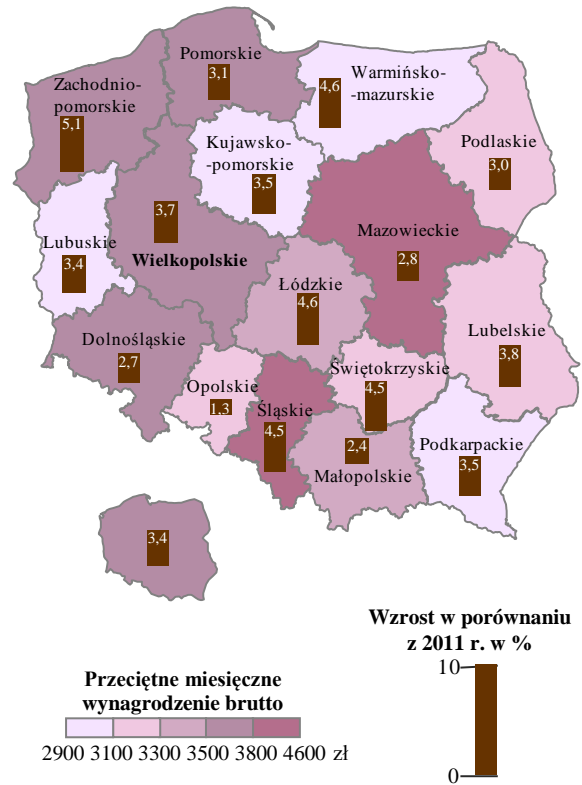 Pomorskie
3,1
Zachodnio-
pomorskie
5,1
Warmińsko-
-mazurskie
4,6
Podlaskie
3,0
Kujawsko-
-pomorskie
3,5
3,7
Wielkopolskie
Mazowieckie
2,8
Lubuskie
3,4
Łódzkie
4,6
Lubelskie
3,8
Dolnośląskie
2,7
Świętokrzyskie
4,5
Opolskie
1.3
Śląskie
4,5
2,4
Małopolskie
Podkarpackie
3,5
3,4
Wzrost w porównaniu
z 2011 r. w %
10
0
Przeciętne miesięczne
wynagrodzenie brutto
2900 3100 3300 3500 3800 4600 zł